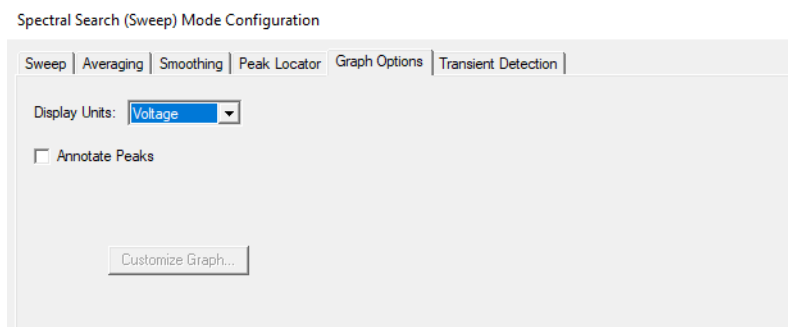 Spectral Search (Sweep) Mode Configuration
Sweep Averaging Smoothing Peak Locator Graph Options Transient Detection
Display Units: Voltage
Annotate Peaks
Customize Graph...